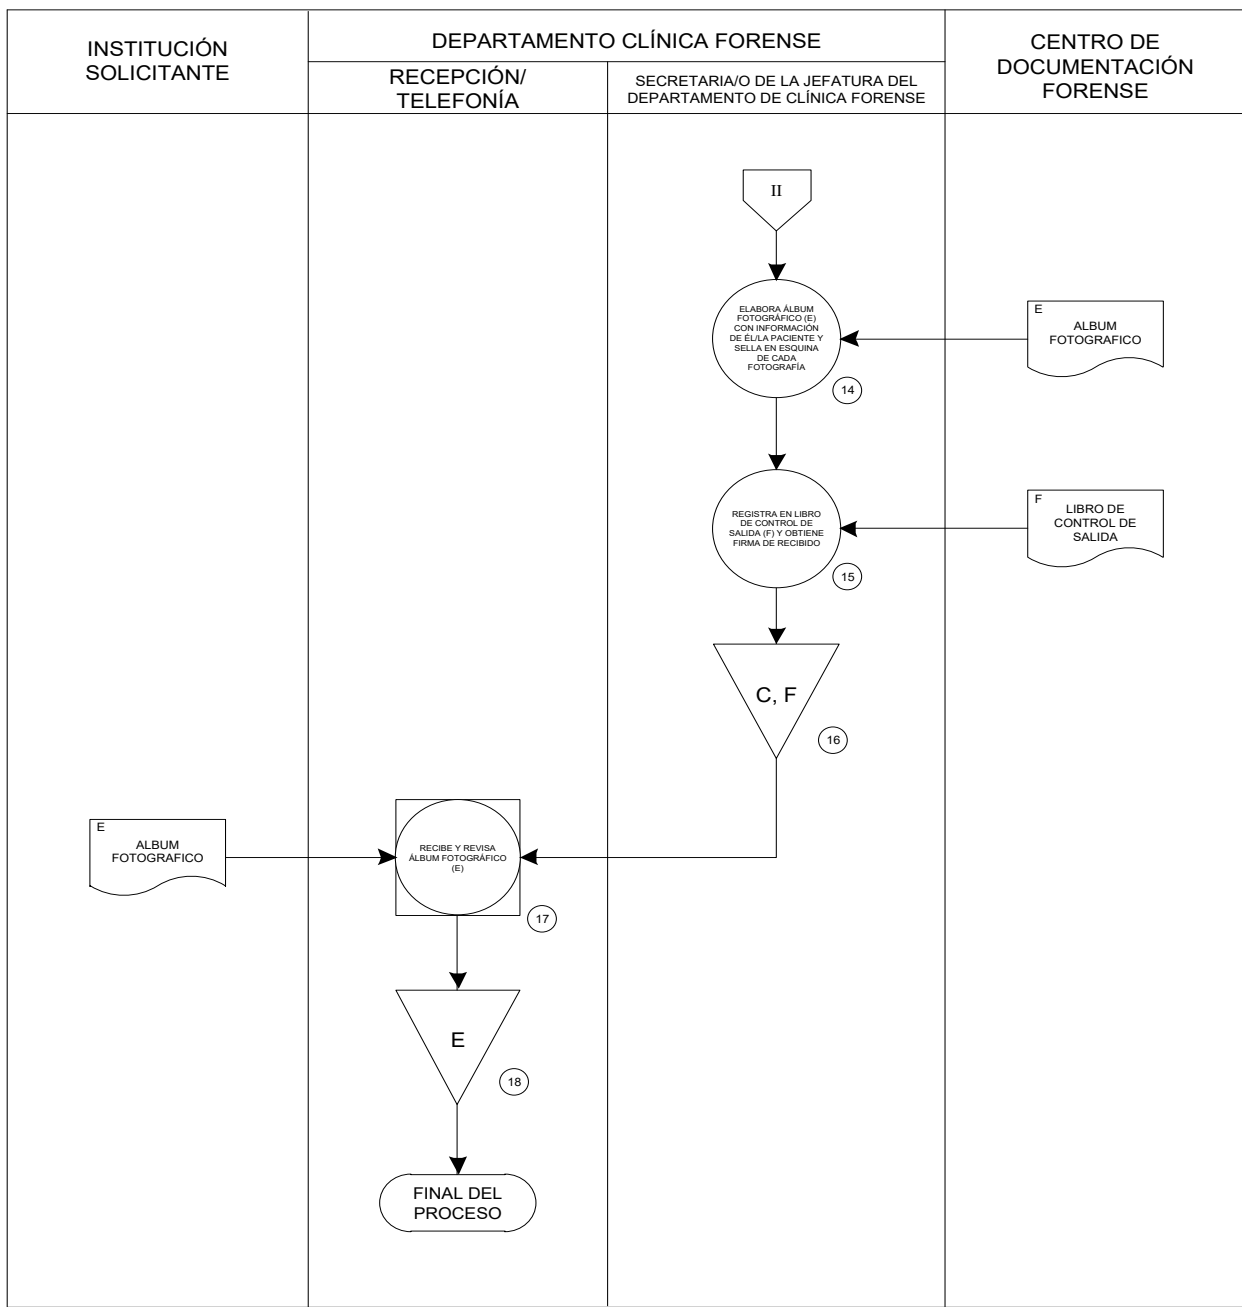 INSTITUCIÓN
SOLICITANTE
DEPARTAMENTO CLÍNICA FORENSE
RECEPCIÓN/
TELEFONÍA
SECRETARIA/O DE LA JEFATURA DEL
DEPARTAMENTO DE CLÍNICA FORENSE
CENTRO DE
DOCUMENTACIÓN
FORENSE
II
ELABORA ÁLBUM
FOTOGRÁFICO (E)
CON INFORMACIÓN
DE ÉL/LA PACIENTE Y
SELLA EN ESQUINA
DE CADA
FOTOGRAFÍA
14
E
ALBUM
FOTOGRAFICO
REGISTRA EN LIBRO
DE CONTROL DE
SALIDA (F) Y OBTIENE
FIRMA DE RECIBIDO
15
F
LIBRO DE
CONTROL DE
SALIDA
C, F
16
E
ALBUM
FOTOGRAFICO
RECIBE Y REVISA
ÁLBUM FOTOGRÁFICO
(E)
17
E
18
FINAL DEL
PROCESO